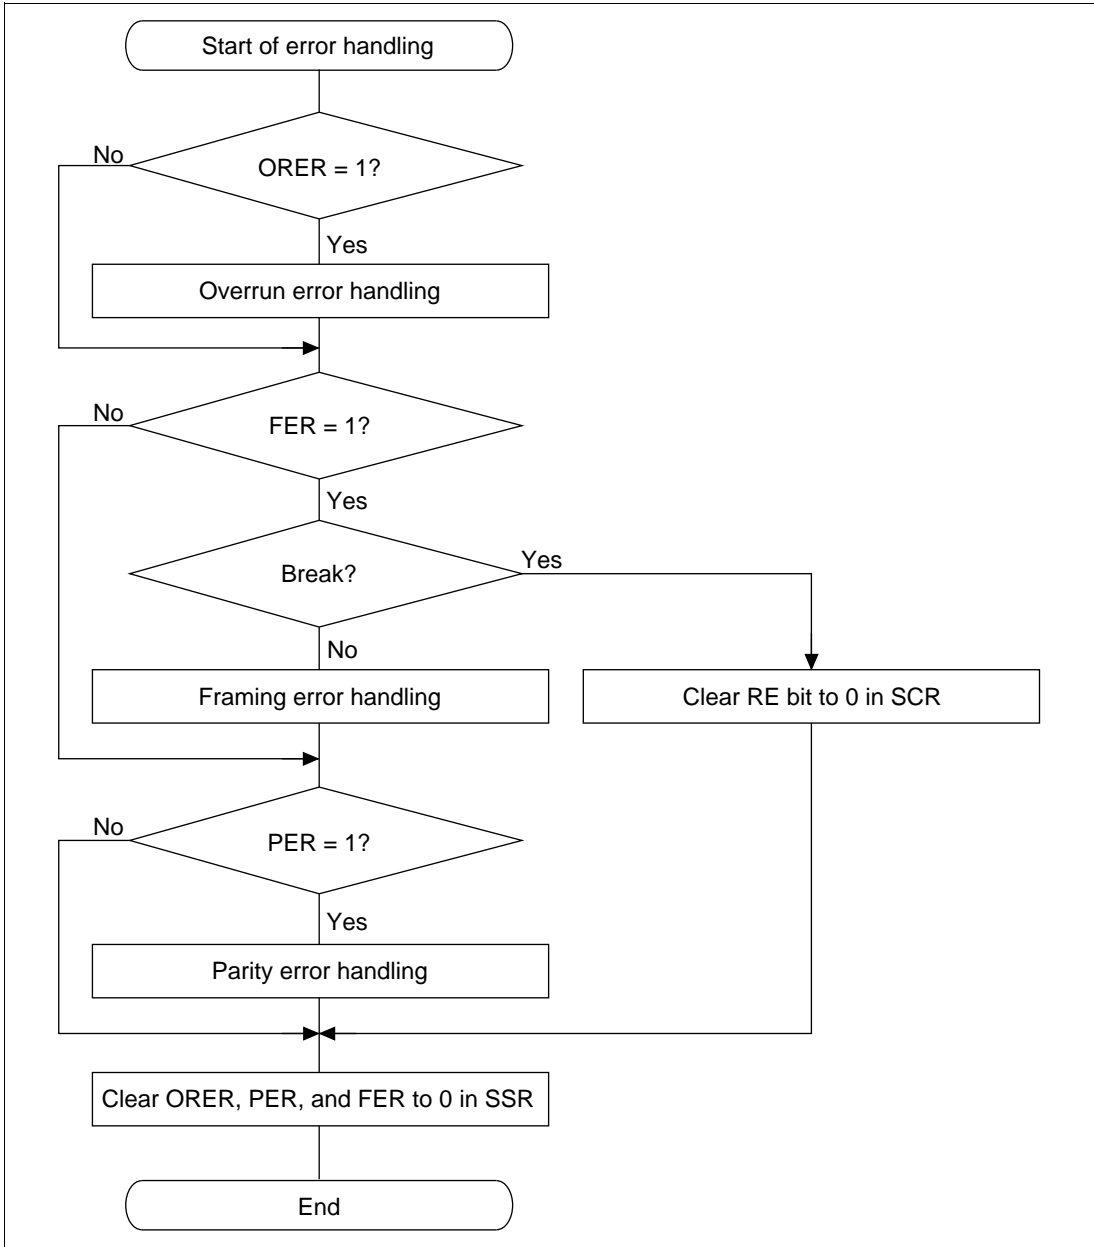 Start of error handling
No
ORER = 1?
Yes
Overrun error handling
No
FER = 1?
Yes
Break?
Yes
No
Framing error handling
Clear RE bit to 0 in SCR
No
PER = 1?
Yes
Parity error handling
Clear ORER, PER, and FER to 0 in SSR
End